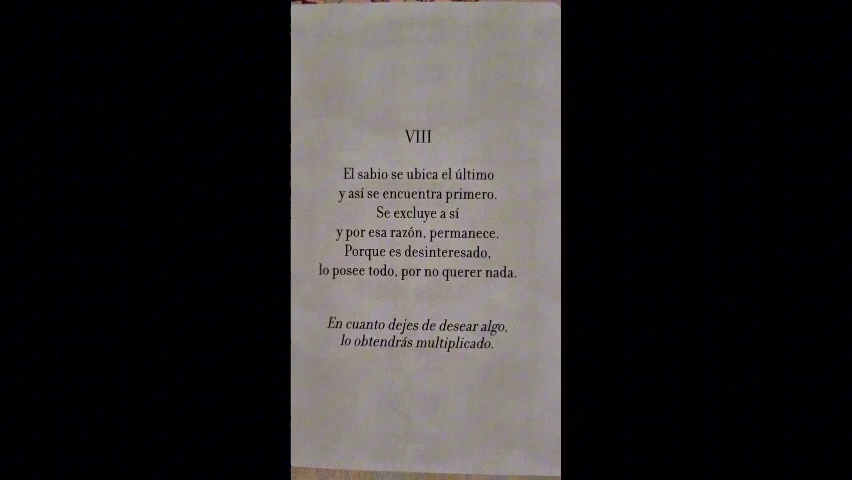 VIII
El sabio se ubica el último
y así se encuentra primero.
Se excluye a sí
y por esa razón, permanece.
Porque es desinteresado,
lo posee todo, por no querer nada.
En cuanto dejes de desear algo,
lo obtendrás multiplicado.